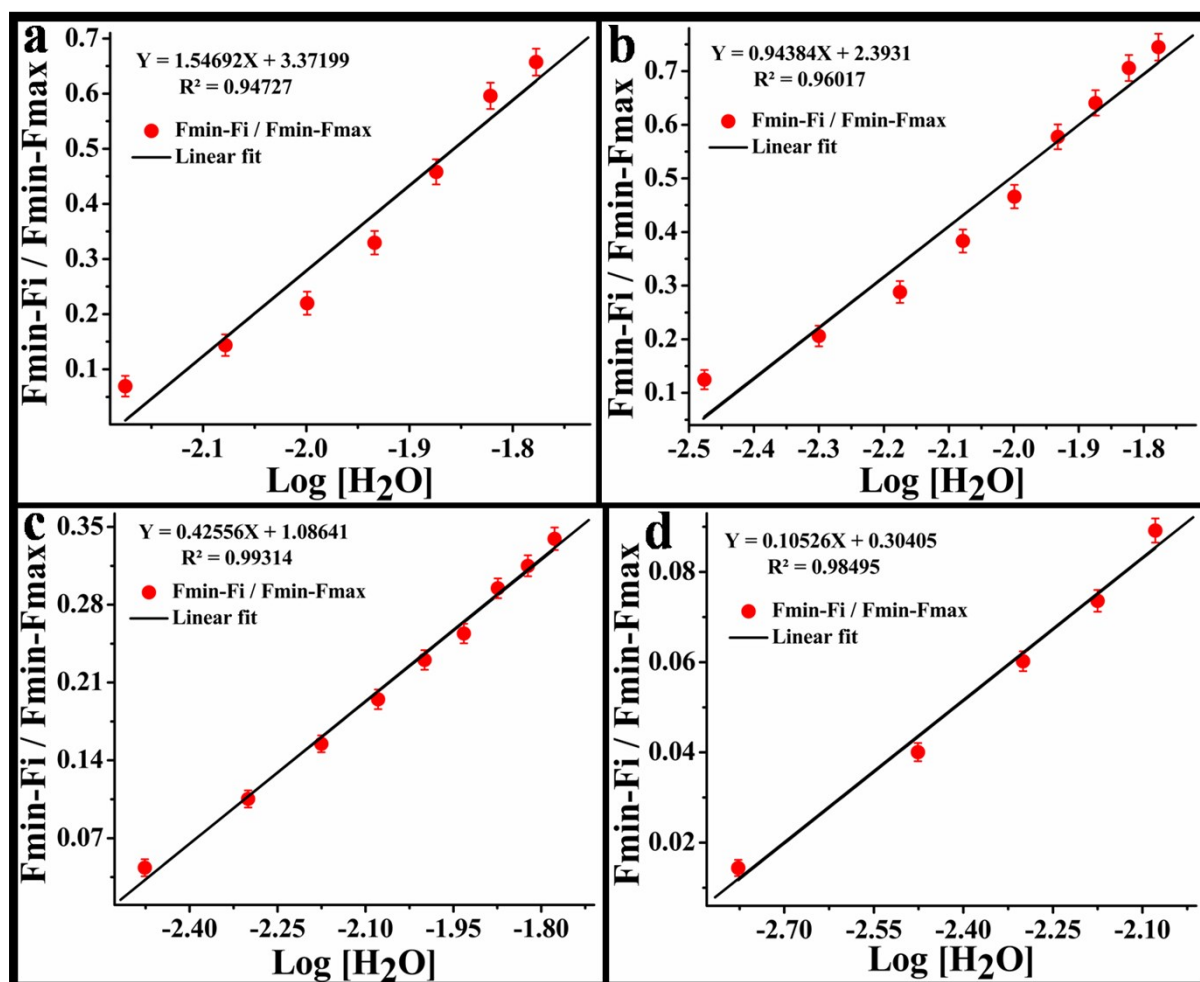 a
Y = 1.54692X + 3.37199
R² = 0.94727
Fmin-Fi / Fmin-Fmax
Linear fit
Fmin-Fi / Fmin-Fmax
0.7
0.6
0.5
0.4
0.3
0.2
0.1
-2.1
-2.0
-1.9
-1.8
Log [H₂O]
b
Y = 0.94384X + 2.3931
R² = 0.96017
Fmin-Fi / Fmin-Fmax
Linear fit
Fmin-Fi / Fmin-Fmax
0.7
0.6
0.5
0.4
0.3
0.2
0.1
-2.5
-2.4
-2.3
-2.2
-2.1
-2.0
-1.9
-1.8
Log [H₂O]
c
Y = 0.42556X + 1.08641
R² = 0.99314
Fmin-Fi / Fmin-Fmax
Linear fit
Fmin-Fi / Fmin-Fmax
0.35
0.28
0.21
0.14
0.07
-2.40
-2.25
-2.10
-1.95
-1.80
Log [H₂O]
d
Y = 0.10526X + 0.30405
R² = 0.98495
Fmin-Fi / Fmin-Fmax
Linear fit
Fmin-Fi / Fmin-Fmax
0.08
0.06
0.04
0.02
-2.70
-2.55
-2.40
-2.25
-2.10
Log [H₂O]